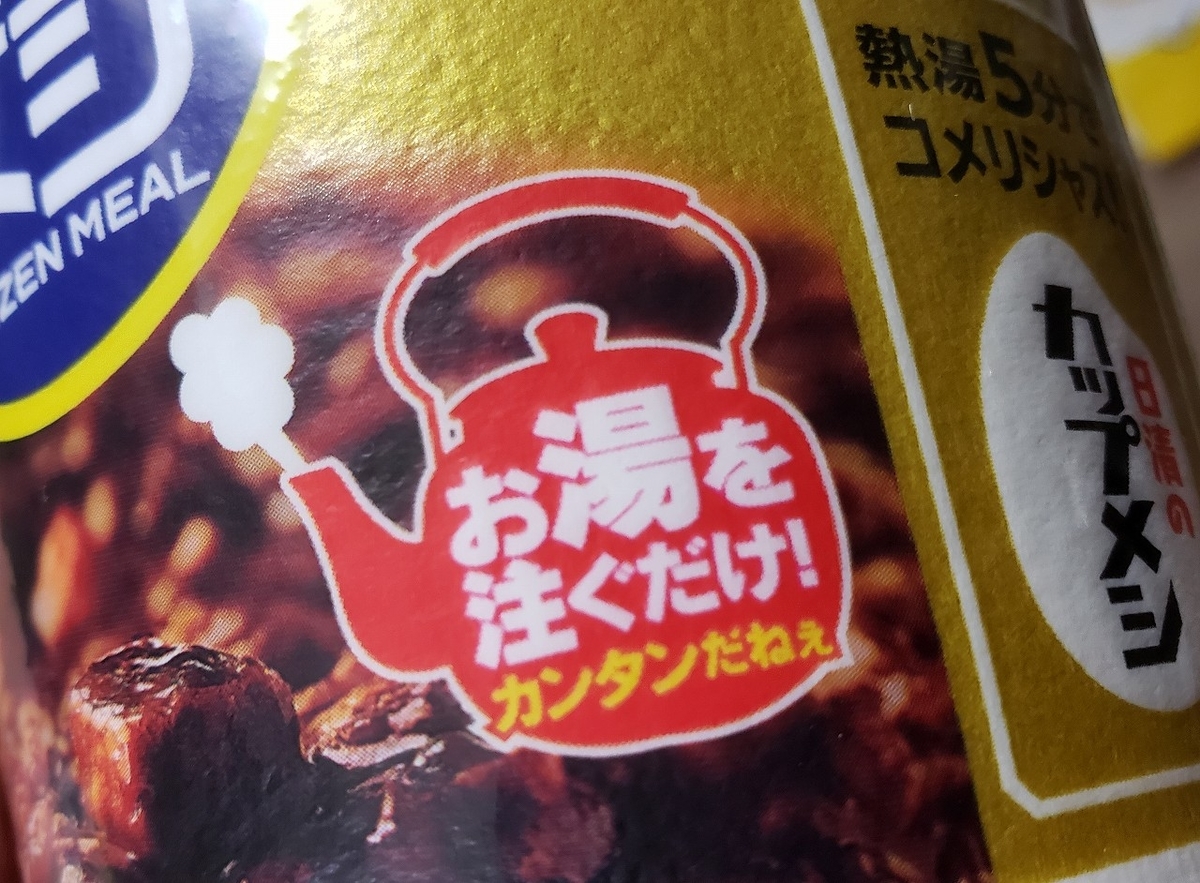 ZEN MEAL
お湯を
注ぐだけ!
カンタンだねぇ
熱湯5分で
コメリシャス!
日清の
カップメシ